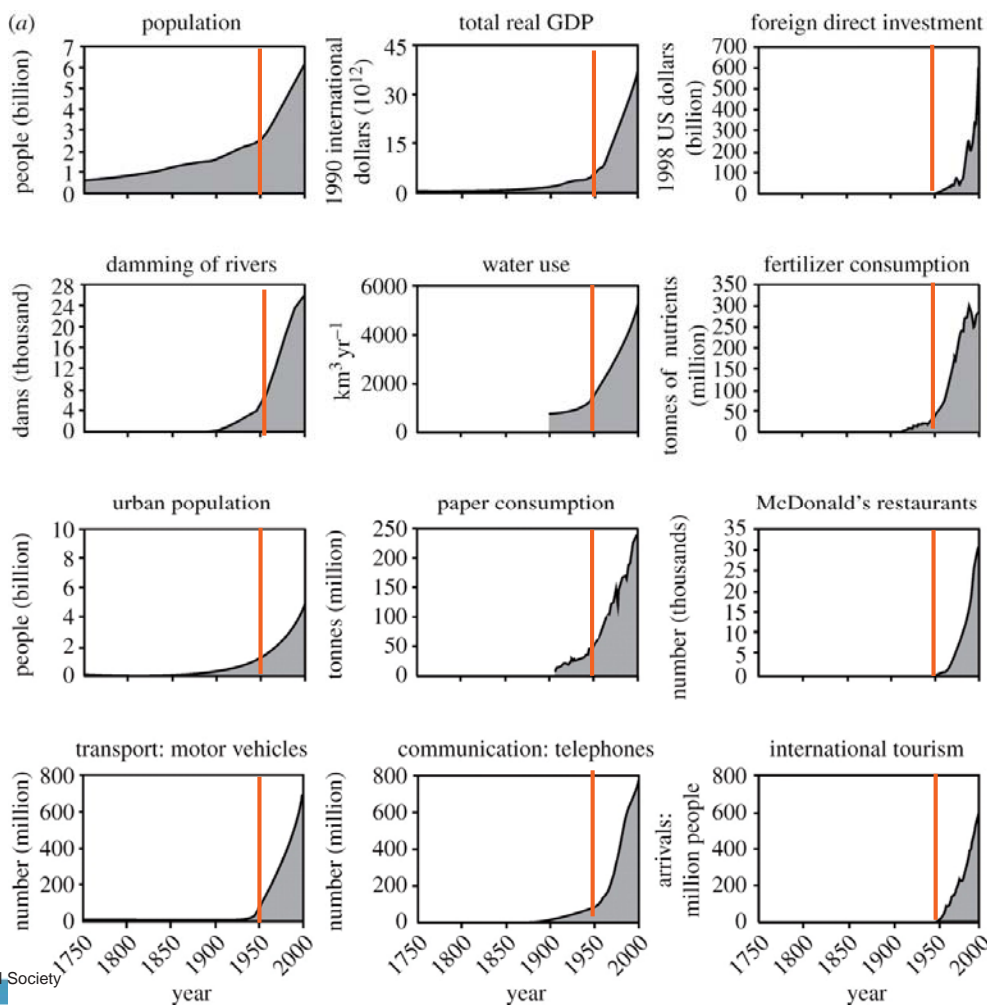 (a)
population
people (billion)
7
6
5
4
3
2
1
0
total real GDP
1990 international
dollars (10¹²)
45
30
15
0
foreign direct investment
1998 US dollars
(billion)
700
600
500
400
300
200
100
0
damming of rivers
dams (thousand)
28
24
20
16
12
8
4
0
water use
km³ yr⁻¹
6000
4000
2000
0
fertilizer consumption
tonnes of nutrients
(million)
350
300
250
200
150
100
50
0
urban population
people (billion)
10
8
6
4
2
0
paper consumption
tonnes (million)
250
200
150
100
50
0
McDonald's restaurants
number (thousands)
35
30
25
20
15
10
5
0
transport: motor vehicles
number (million)
800
600
400
200
0
1750 1800 1850 1900 1950 2000
year
communication: telephones
number (million)
800
600
400
200
0
1750 1800 1850 1900 1950 2000
year
international tourism
arrivals:
million people
800
600
400
200
0
1750 1800 1850 1900 1950 2000
year
Society